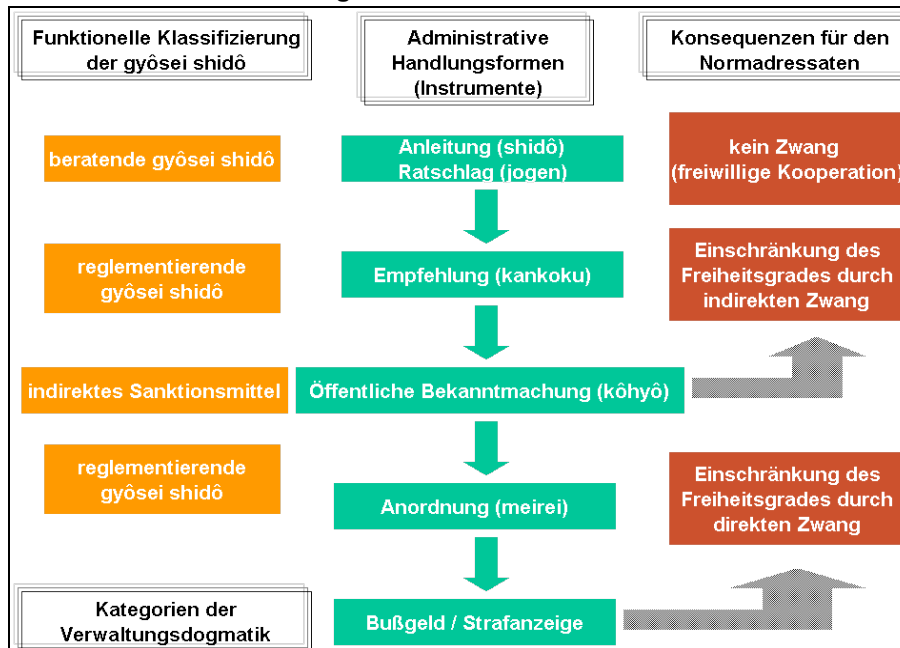 Funktionelle Klassifizierung
der gyôsei shidô
Administrative
Handlungsformen
(Instrumente)
Konsequenzen für den
Normadressaten
beratende gyôsei shidô
Anleitung (shidô)
Ratschlag (jogen)
kein Zwang
(freiwillige Kooperation)
reglementierende
gyôsei shidô
Empfehlung (kankoku)
Einschränkung des
Freiheitsgrades durch
indirekten Zwang
indirektes Sanktionsmittel
Öffentliche Bekanntmachung (kôhyô)
reglementierende
gyôsei shidô
Anordnung (meirei)
Einschränkung des
Freiheitsgrades durch
direkten Zwang
Kategorien der
Verwaltungsdogmatik
Bußgeld / Strafanzeige